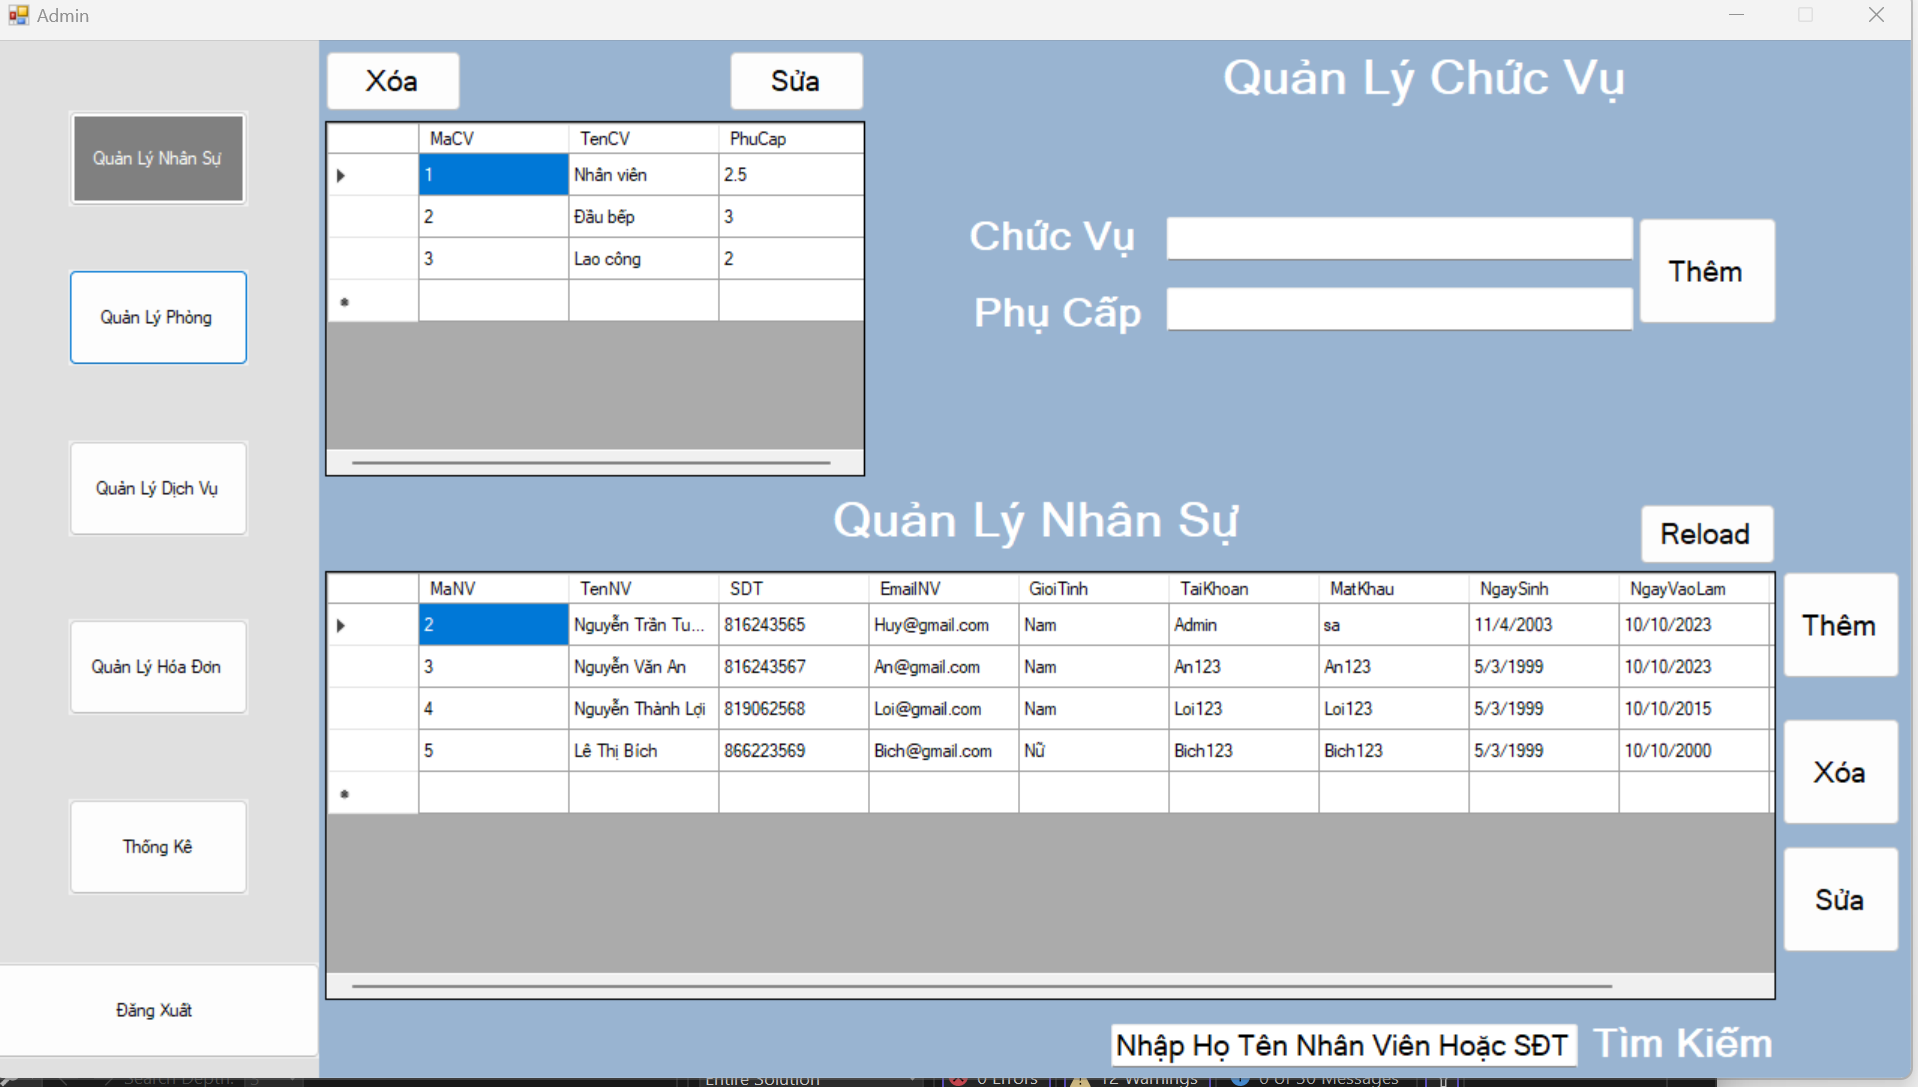 Admin
Quản Lý Nhân Sự
Quản Lý Phòng
Quản Lý Dịch Vụ
Quản Lý Hóa Đơn
Thống Kê
Đăng Xuất
Xóa
Sửa
Quản Lý Chức Vụ
MaCV TenCV PhuCap
1 Nhân viên 2.5
2 Đầu bếp 3
3 Lao công 2
Chức Vụ
Phụ Cấp
Thêm
Quản Lý Nhân Sự
Reload
MaNV TenNV SDT EmailNV GioiTinh TaiKhoan MatKhau NgaySinh NgayVaoLam
2 Nguyễn Trần Tu... 816243565 Huy@gmail.com Nam Admin sa 11/4/2003 10/10/2023
3 Nguyễn Văn An 816243567 An@gmail.com Nam An123 An123 5/3/1999 10/10/2023
4 Nguyễn Thành Lợi 819062568 Loi@gmail.com Nam Loi123 Loi123 5/3/1999 10/10/2015
5 Lê Thị Bích 866223569 Bich@gmail.com Nữ Bich123 Bich123 5/3/1999 10/10/2000
Thêm
Xóa
Sửa
Nhập Họ Tên Nhân Viên Hoặc SĐT
Tìm Kiếm
Search Depth:
Entire Solution
0 Errors
12 Warnings
0 of 30 Messages